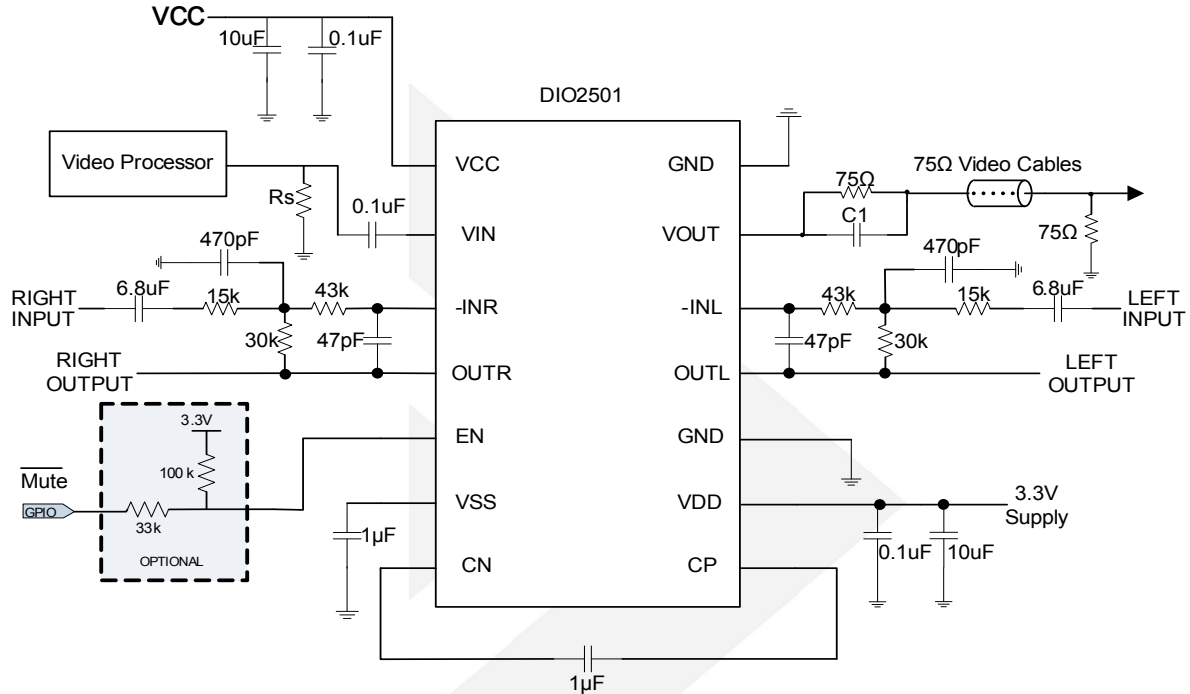 VCC
10uF
0.1uF
DIO2501
Video Processor
Rs
0.1uF
VCC
VIN
-INR
OUTR
EN
VSS
CN
GND
VOUT
-INL
OUTL
GND
VDD
CP
75Ω
C1
75Ω Video Cables
75Ω
470pF
RIGHT
INPUT
6.8uF
15k
43k
30k
47pF
RIGHT
OUTPUT
470pF
43k
15k
6.8uF
LEFT
INPUT
47pF
30k
LEFT
OUTPUT
3.3V
100 k
Mute
GPIO
33k
OPTIONAL
1µF
3.3V
Supply
0.1uF
10uF
1µF